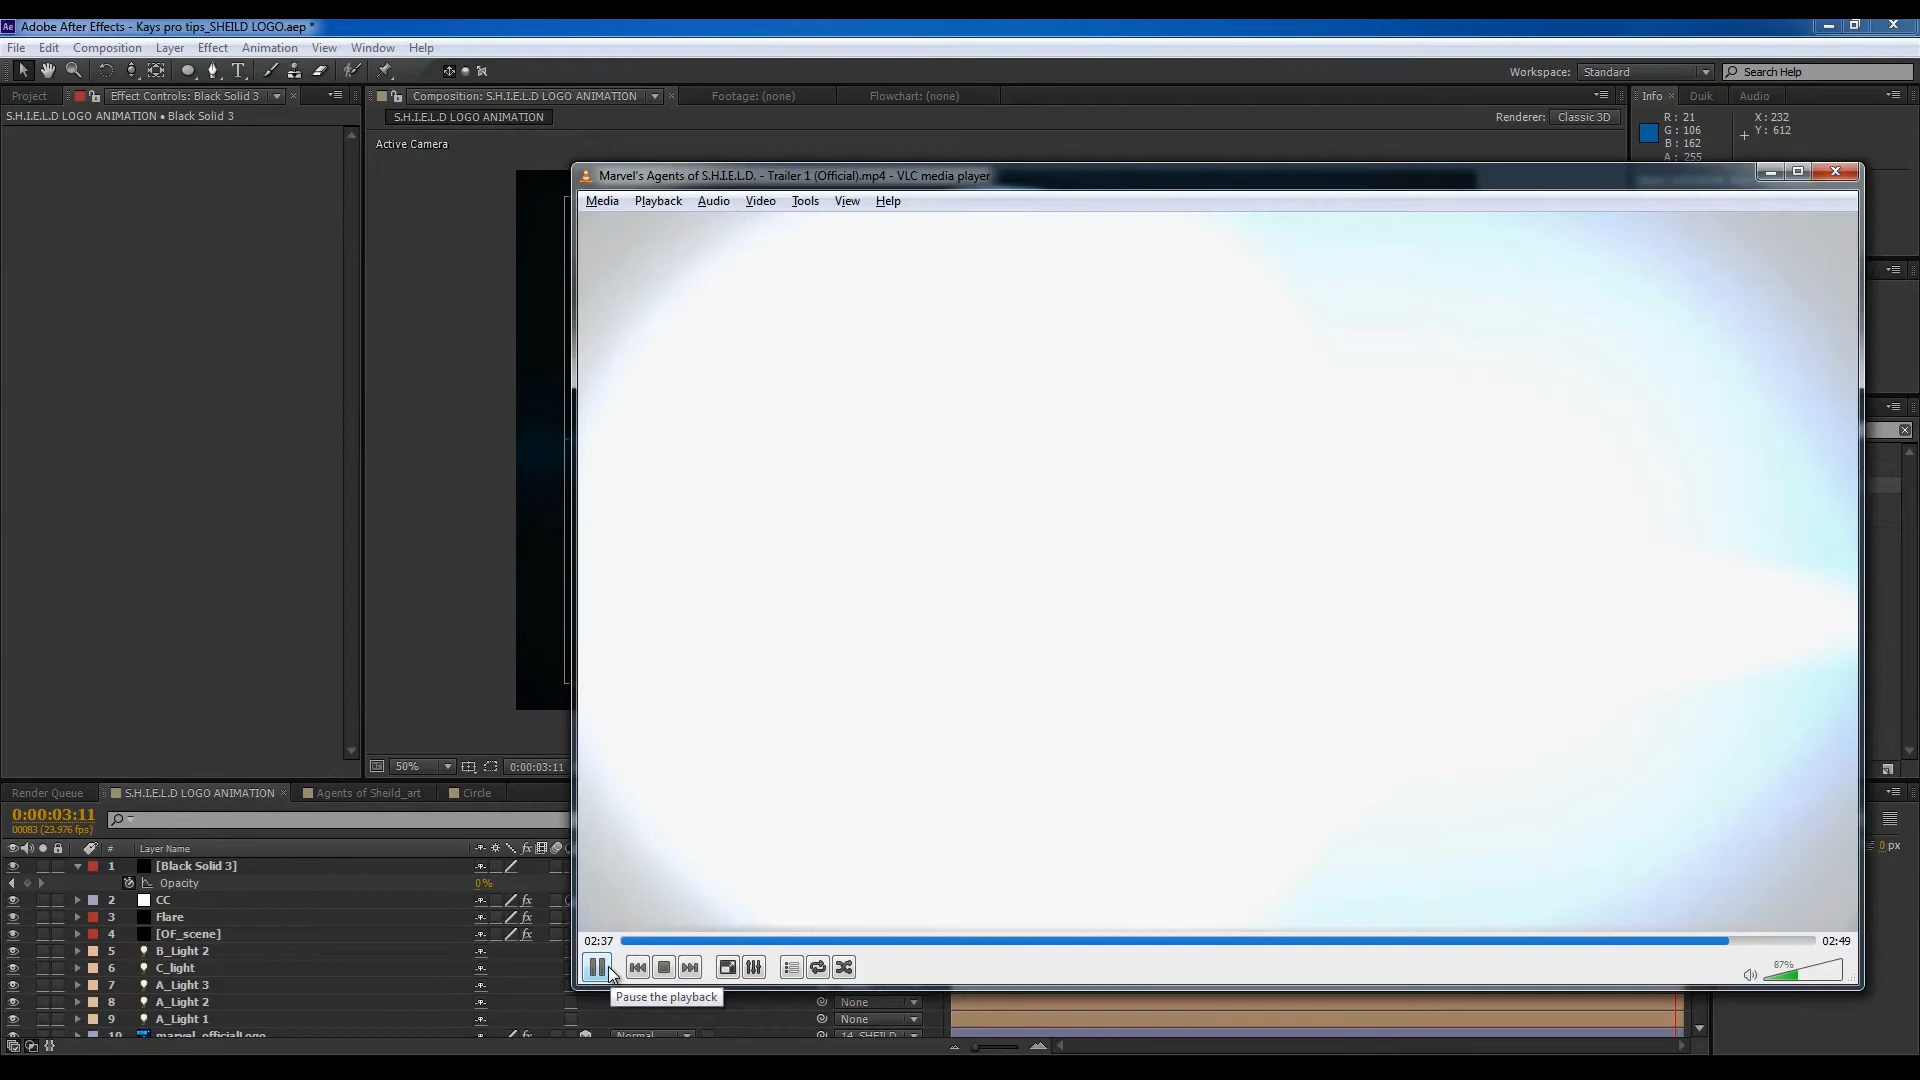 Ae Adobe After Effects - Kays pro tips_SHEILD LOGO.aep *
File Edit Composition Layer Effect Animation View Window Help
Workspace: Standard Search Help
Project Effect Controls: Black Solid 3 Composition: S.H.I.E.L.D LOGO ANIMATION Footage: (none) Flowchart: (none) Info Duik Audio
S.H.I.E.L.D LOGO ANIMATION • Black Solid 3 S.H.I.E.L.D LOGO ANIMATION Renderer: Classic 3D
R: 21 X: 232
G: 106 Y: 612
B: 162
A: 255
Active Camera
Marvel's Agents of S.H.I.E.L.D. - Trailer 1 (Official).mp4 - VLC media player
Media Playback Audio Video Tools View Help
50% 0:00:03:11
Render Queue S.H.I.E.L.D LOGO ANIMATION Agents of Sheild_art Circle
0:00:03:11
00083 (23.976 fps)
# Layer Name
1 [Black Solid 3]
Opacity 0%
2 CC
3 Flare
4 [OF_scene]
5 B_Light 2
6 C_light
7 A_Light 3
8 A_Light 2 None
9 A_Light 1 None
10 marvel_officialLogo Normal 14. SHEILD
0 px
02:37 02:49
87%
Pause the playback